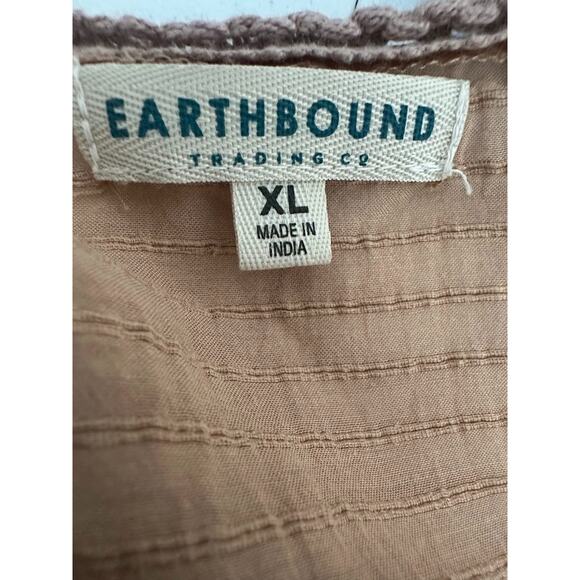 EARTHBOUND
TRADING CO
XL
MADE IN
INDIA